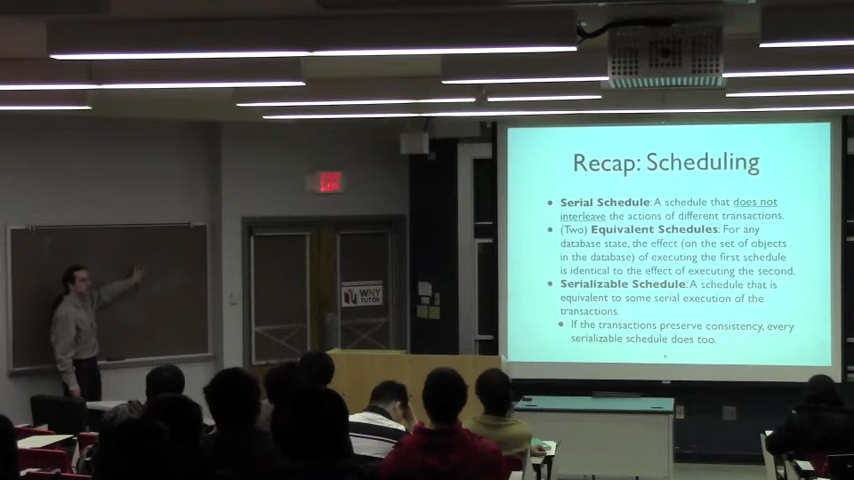 Recap: Scheduling
• Serial Schedule: A schedule that does not
interleave the actions of different transactions.
• (Two) Equivalent Schedules: For any
database state, the effect (on the set of objects
in the database) of executing the first schedule
is identical to the effect of executing the second.
• Serializable Schedule: A schedule that is
equivalent to some serial execution of the
transactions.
• If the transactions preserve consistency, every
serializable schedule does too.
EXIT
WNY
TUTOR